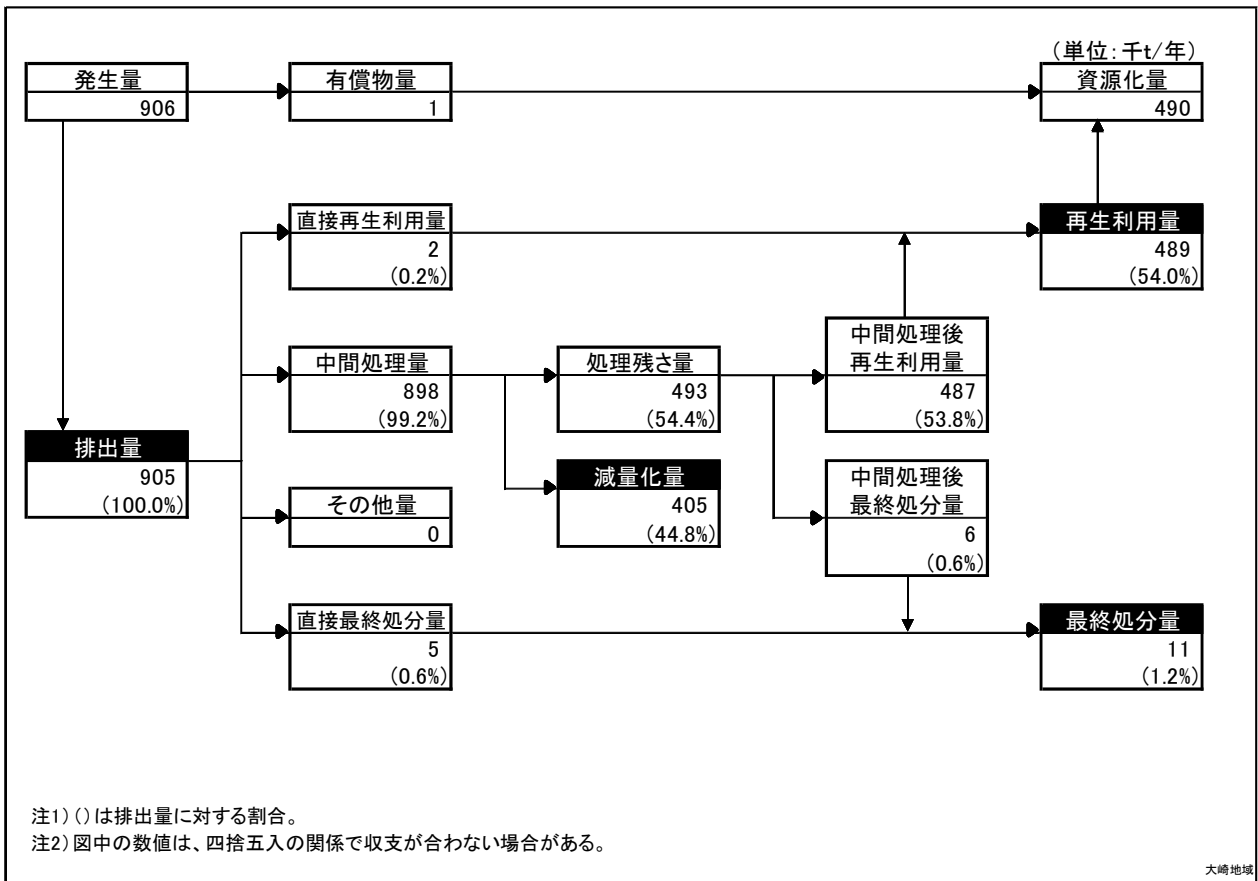 (単位:千t/年)
発生量
906
有償物量
1
資源化量
490
直接再生利用量
2
(0.2%)
再生利用量
489
(54.0%)
中間処理量
898
(99.2%)
処理残さ量
493
(54.4%)
中間処理後
再生利用量
487
(53.8%)
排出量
905
(100.0%)
減量化量
405
(44.8%)
中間処理後
最終処分量
6
(0.6%)
その他量
0
直接最終処分量
5
(0.6%)
最終処分量
11
(1.2%)
注1)()は排出量に対する割合。
注2)図中の数値は、四捨五入の関係で収支が合わない場合がある。
大崎地域